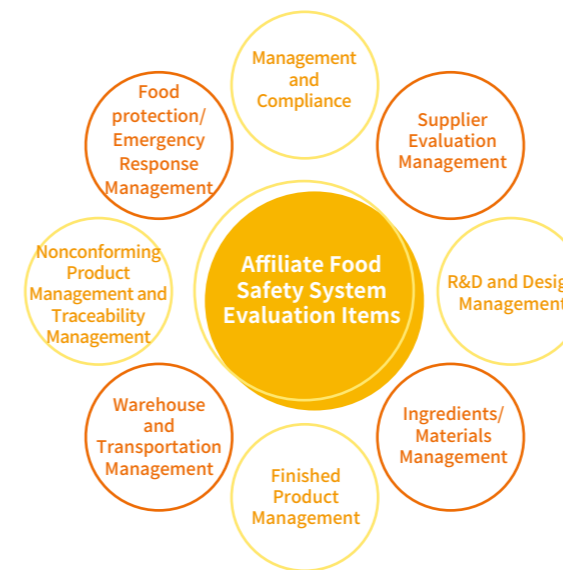 Management
and
Compliance
Supplier
Evaluation
Management
R&D and Desig
Management
Ingredients/
Materials
Management
Finished
Product
Management
Warehouse
and
Transportation
Management
Nonconforming
Product
Management and
Traceability
Management
Food
protection/
Emergency
Response
Management
Affiliate Food
Safety System
Evaluation Items